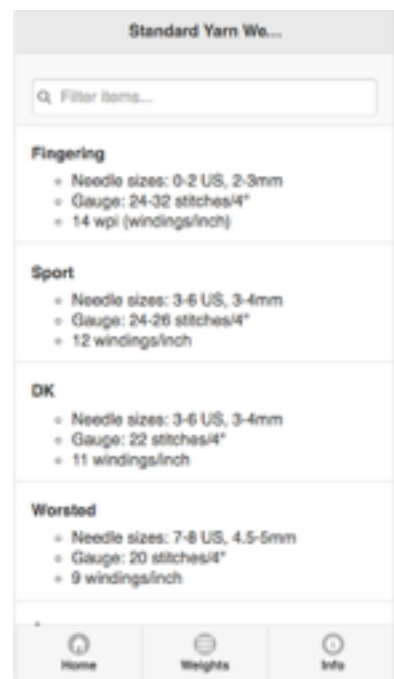 Standard Yarn We...
Filter items...
Fingering
Needle sizes: 0-2 US, 2-3mm
Gauge: 24-32 stitches/4"
14 wpi (windings/inch)
Sport
Needle sizes: 3-6 US, 3-4mm
Gauge: 24-26 stitches/4"
12 windings/inch
DK
Needle sizes: 3-6 US, 3-4mm
Gauge: 22 stitches/4"
11 windings/inch
Worsted
Needle sizes: 7-8 US, 4.5-5mm
Gauge: 20 stitches/4"
9 windings/inch
Home Weights Info